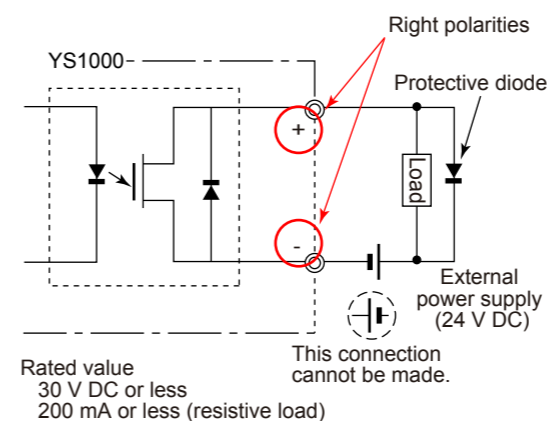 Right polarities
YS1000
Protective diode
+
Load
-
External
power supply
(24 V DC)
This connection
cannot be made.
Rated value
30 V DC or less
200 mA or less (resistive load)